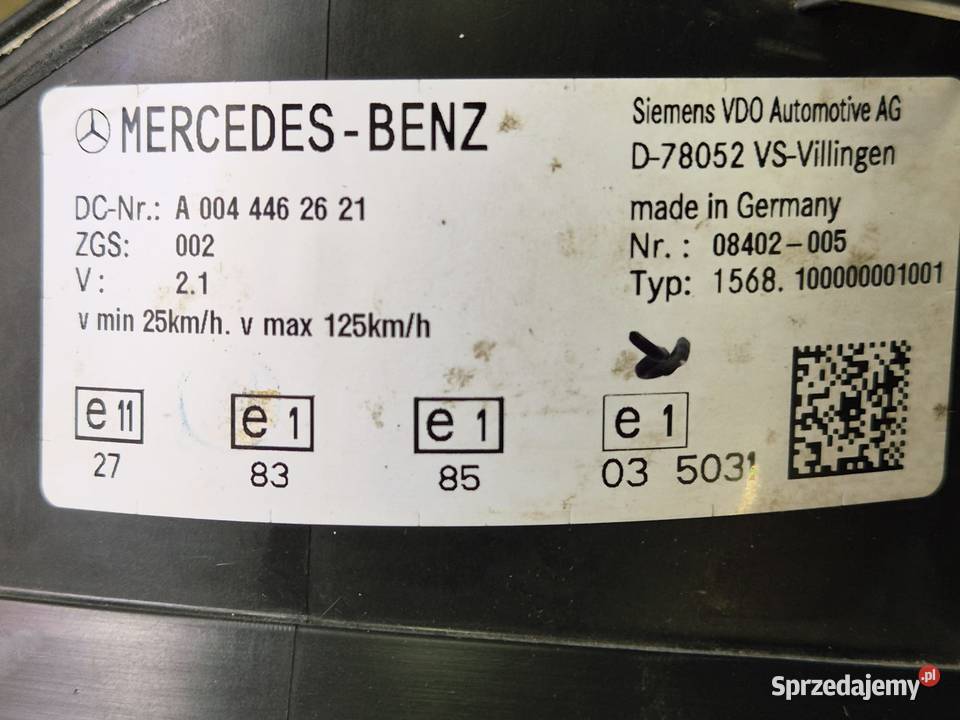 MERCEDES-BENZ
DC-Nr.: A 004 446 26 21
ZGS: 002
V: 2.1
v min 25km/h. v max 125km/h
Siemens VDO Automotive AG
D-78052 VS-Villingen
made in Germany
Nr.: 08402-005
Typ: 1568.100000001001
e 11
27
e 1
83
e 1
85
e 1
03 5031
Sprzedajemy.pl